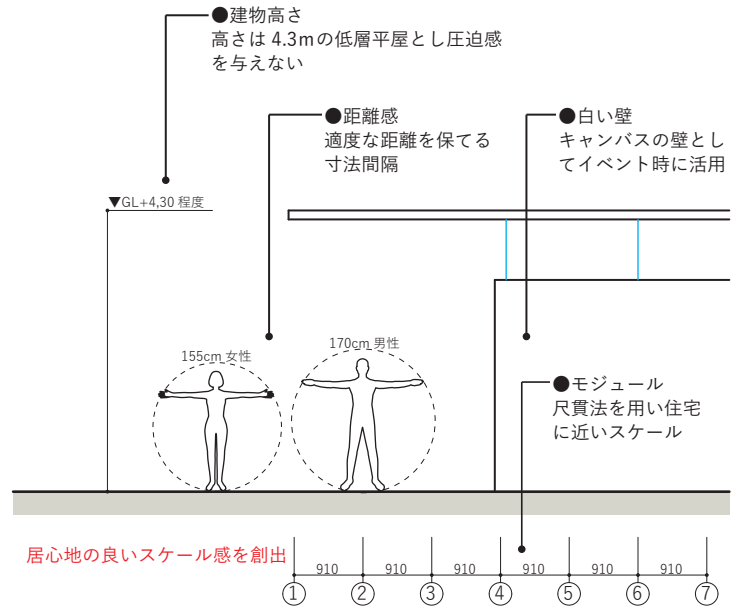 ●建物高さ
高さは 4.3mの低層平屋とし圧迫感
を与えない
●距離感
適度な距離を保てる
寸法間隔
●白い壁
キャンバスの壁とし
てイベント時に活用
▼GL+4,30 程度
155cm 女性
170cm 男性
●モジュール
尺貫法を用い住宅
に近いスケール
居心地の良いスケール感を創出
910 910 910 910 910 910
① ② ③ ④ ⑤ ⑥ ⑦